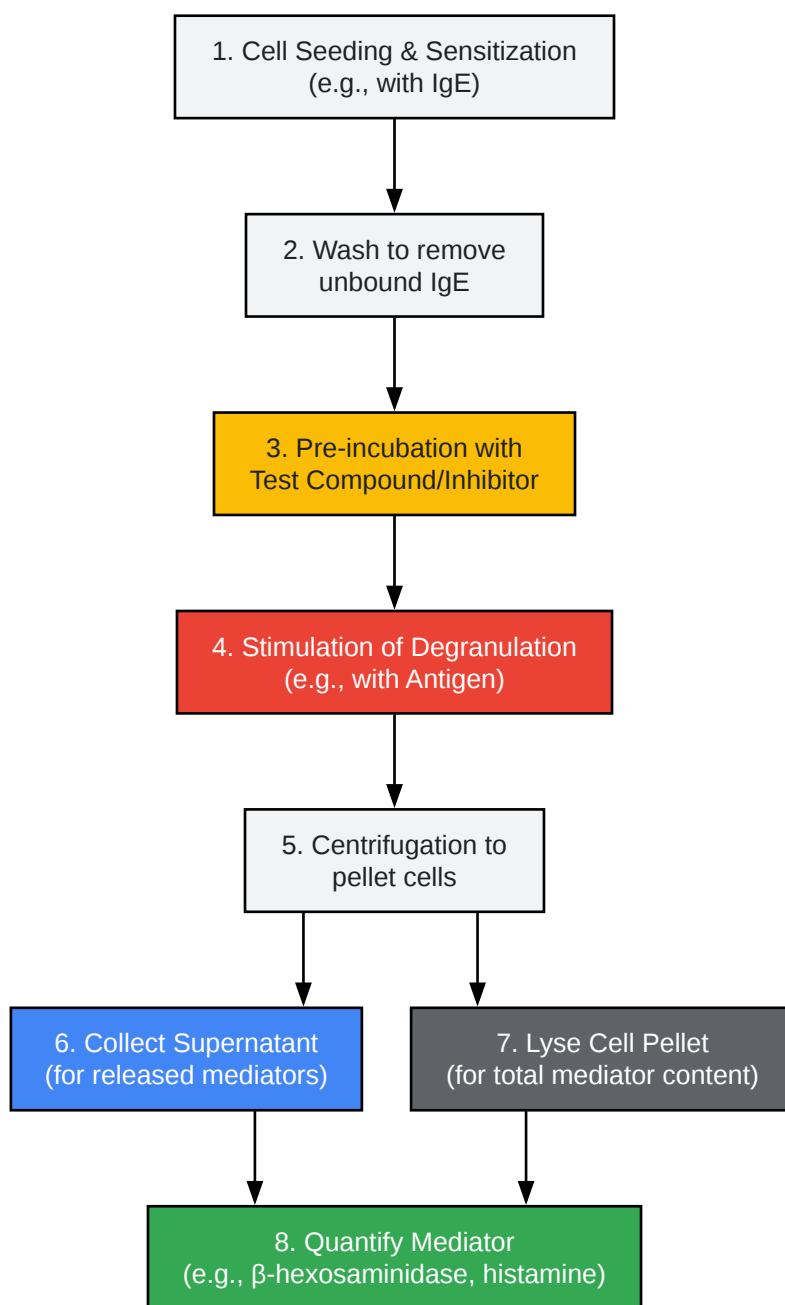 1. Cell Seeding & Sensitization
(e.g., with IgE)
2. Wash to remove
unbound IgE
3. Pre-incubation with
Test Compound/Inhibitor
4. Stimulation of Degranulation
(e.g., with Antigen)
5. Centrifugation to
pellet cells
6. Collect Supernatant
(for released mediators)
7. Lyse Cell Pellet
(for total mediator content)
8. Quantify Mediator
(e.g., β-hexosaminidase, histamine)